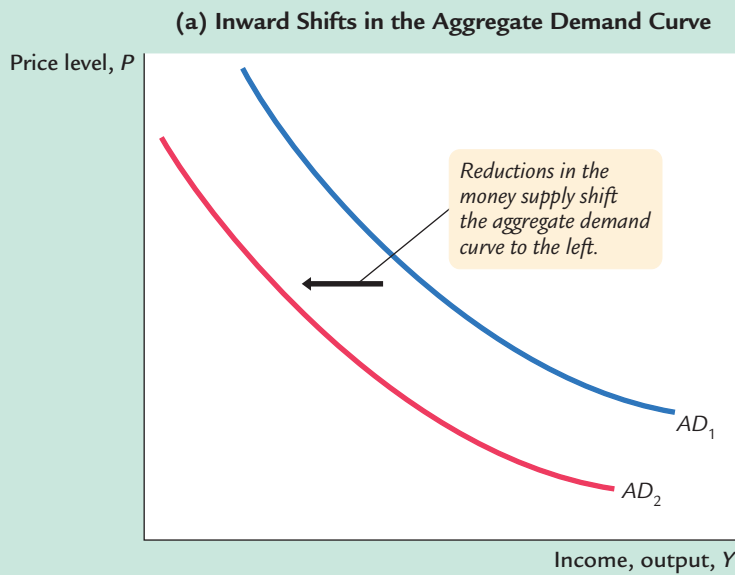 (a) Inward Shifts in the Aggregate Demand Curve
Price level, P
Reductions in the
money supply shift
the aggregate demand
curve to the left.
AD₁
AD₂
Income, output, Y